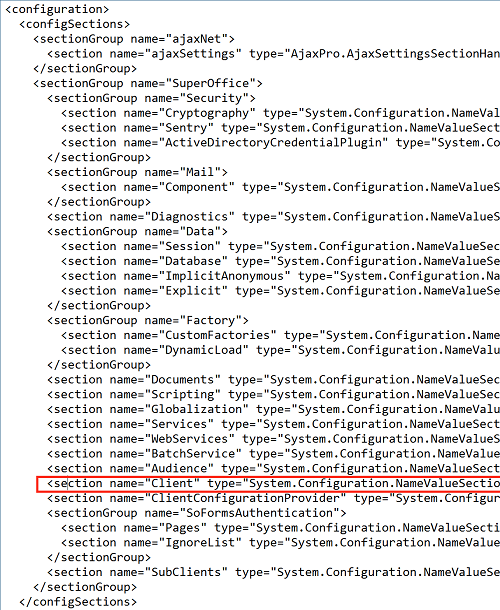 <configuration>
<configSections>
<sectionGroup name="ajaxNet">
<section name="ajaxSettings" type="AjaxPro.AjaxSettingsSectionHan
</sectionGroup>
<sectionGroup name="SuperOffice">
<sectionGroup name="Security">
<section name="Cryptography" type="System.Configuration.NameVal
<section name="Sentry" type="System.Configuration.NameValueSect
<section name="ActiveDirectoryCredentialPlugin" type="System.Co
</sectionGroup>
<sectionGroup name="Mail">
<section name="Component" type="System.Configuration.NameValueS
</sectionGroup>
<section name="Diagnostics" type="System.Configuration.NameValueS
<sectionGroup name="Data">
<section name="Session" type="System.Configuration.NameValueSec
<section name="Database" type="System.Configuration.NameValueSe
<section name="ImplicitAnonymous" type="System.Configuration.Na
<section name="Explicit" type="System.Configuration.NameValueSe
</sectionGroup>
<sectionGroup name="Factory">
<section name="CustomFactories" type="System.Configuration.Name
<section name="DynamicLoad" type="System.Configuration.NameValu
</sectionGroup>
<section name="Documents" type="System.Configuration.NameValueSec
<section name="Scripting" type="System.Configuration.NameValueSec
<section name="Globalization" type="System.Configuration.NameValu
<section name="Services" type="System.Configuration.NameValueSect
<section name="WebServices" type="System.Configuration.NameValueS
<section name="BatchService" type="System.Configuration.NameValue
<section name="Audience" type="System.Configuration.NameValueSect
<section name="Client" type="System.Configuration.NameValueSectio
<section name="ClientConfigurationProvider" type="System.Configur
<sectionGroup name="SoFormsAuthentication">
<section name="Pages" type="System.Configuration.NameValueSecti
<section name="IgnoreList" type="System.Configuration.NameValue
</sectionGroup>
<section name="SubClients" type="System.Configuration.NameValueSe
</sectionGroup>
</configSections>